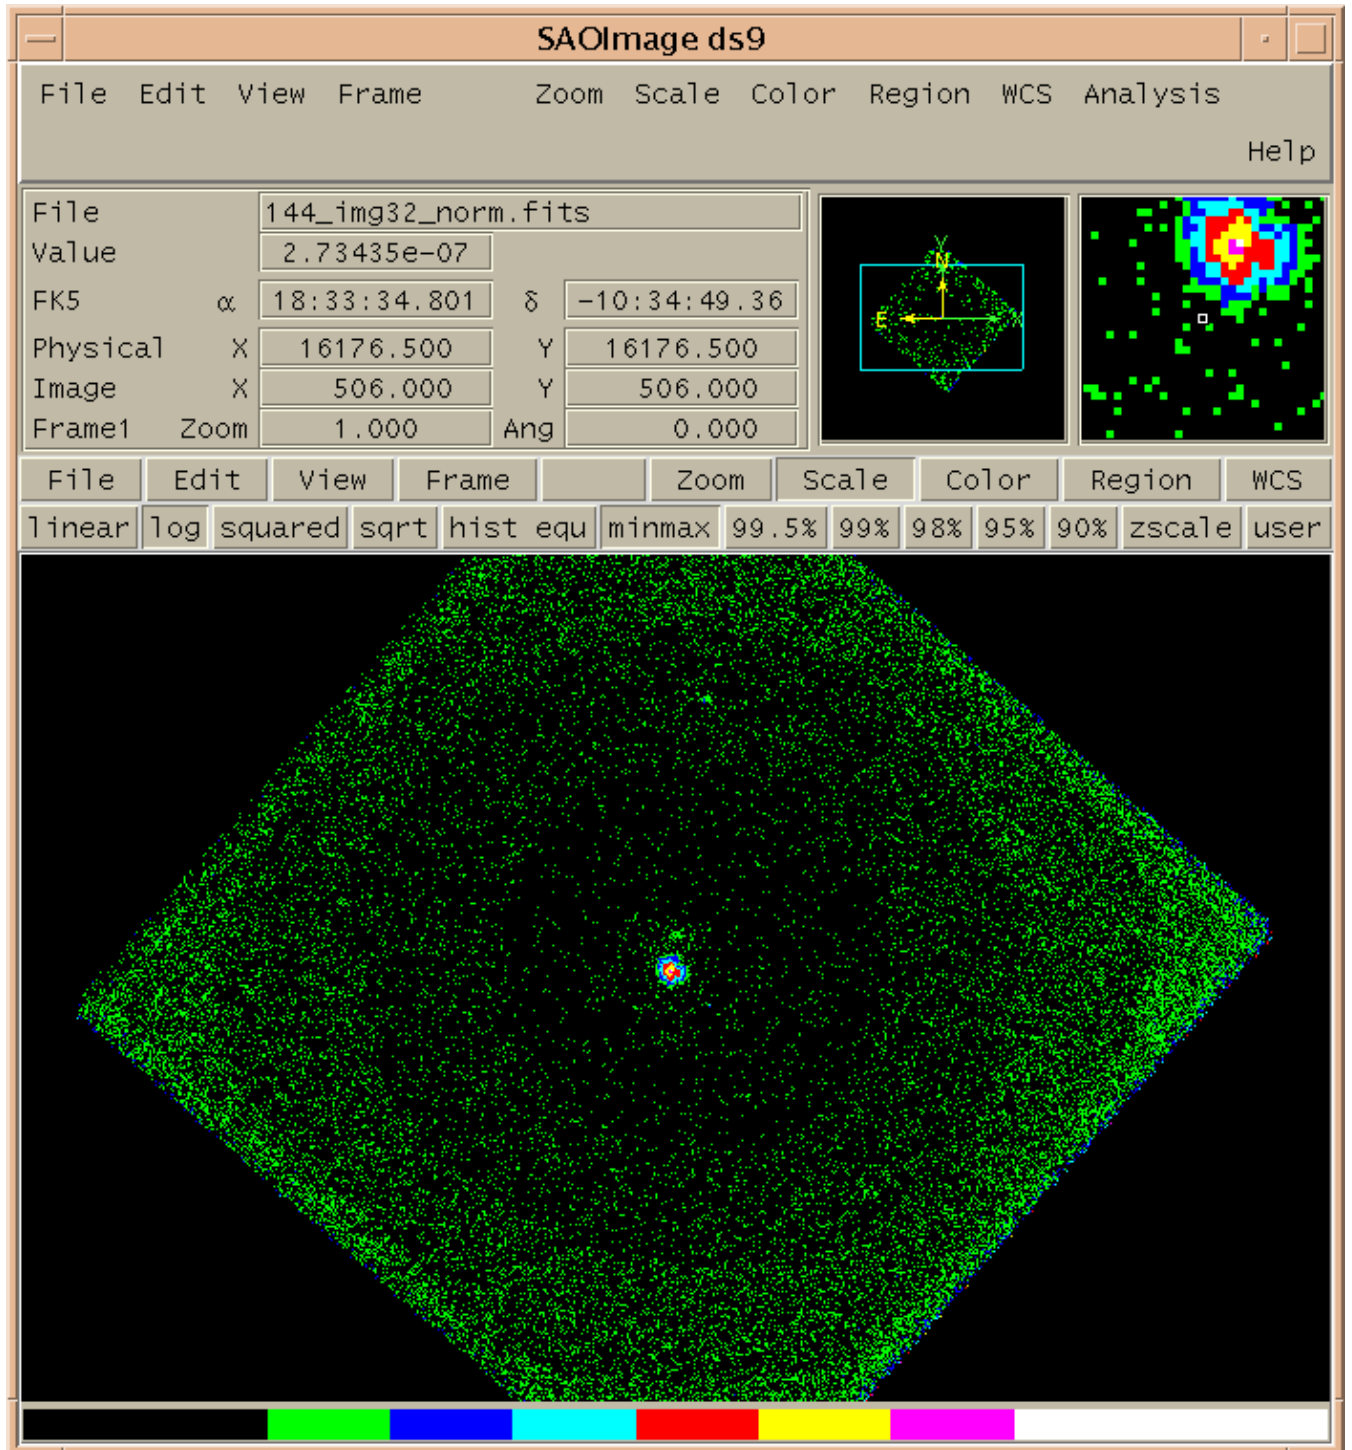 SAOImage ds9
File Edit View Frame Zoom Scale Color Region WCS Analysis
Help
File 144_img32_norm.fits
Value 2.73435e-07
FK5 α 18:33:34.801 δ -10:34:49.36
Physical X 16176.500 Y 16176.500
Image X 506.000 Y 506.000
Frame1 Zoom 1.000 Ang 0.000
Y
N
E X
File Edit View Frame Zoom Scale Color Region WCS
linear log squared sqrt hist equ minmax 99.5% 99% 98% 95% 90% zscale user